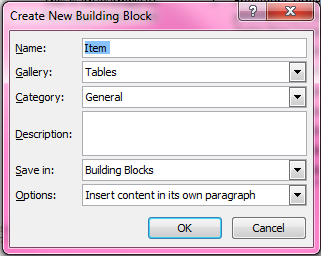 Create New Building Block
Name: Item
Gallery: Tables
Category: General
Description:
Save in: Building Blocks
Options: Insert content in its own paragraph
OK Cancel